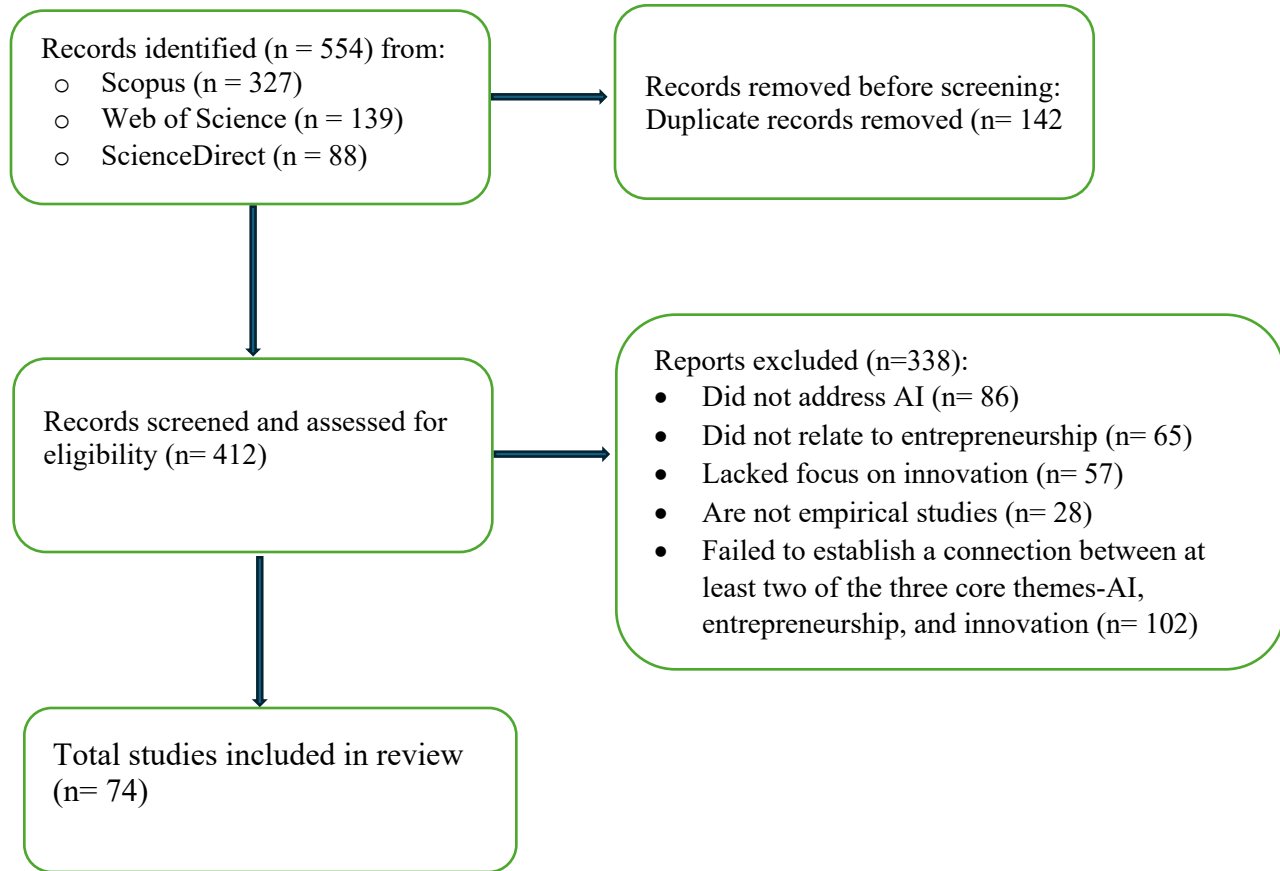 Records identified (n = 554) from:
o Scopus (n = 327)
o Web of Science (n = 139)
o ScienceDirect (n = 88)
Records removed before screening:
Duplicate records removed (n= 142
Records screened and assessed for
eligibility (n= 412)
Reports excluded (n=338):
• Did not address AI (n= 86)
• Did not relate to entrepreneurship (n= 65)
• Lacked focus on innovation (n= 57)
• Are not empirical studies (n= 28)
• Failed to establish a connection between at
least two of the three core themes-AI,
entrepreneurship, and innovation (n= 102)
Total studies included in review
(n= 74)